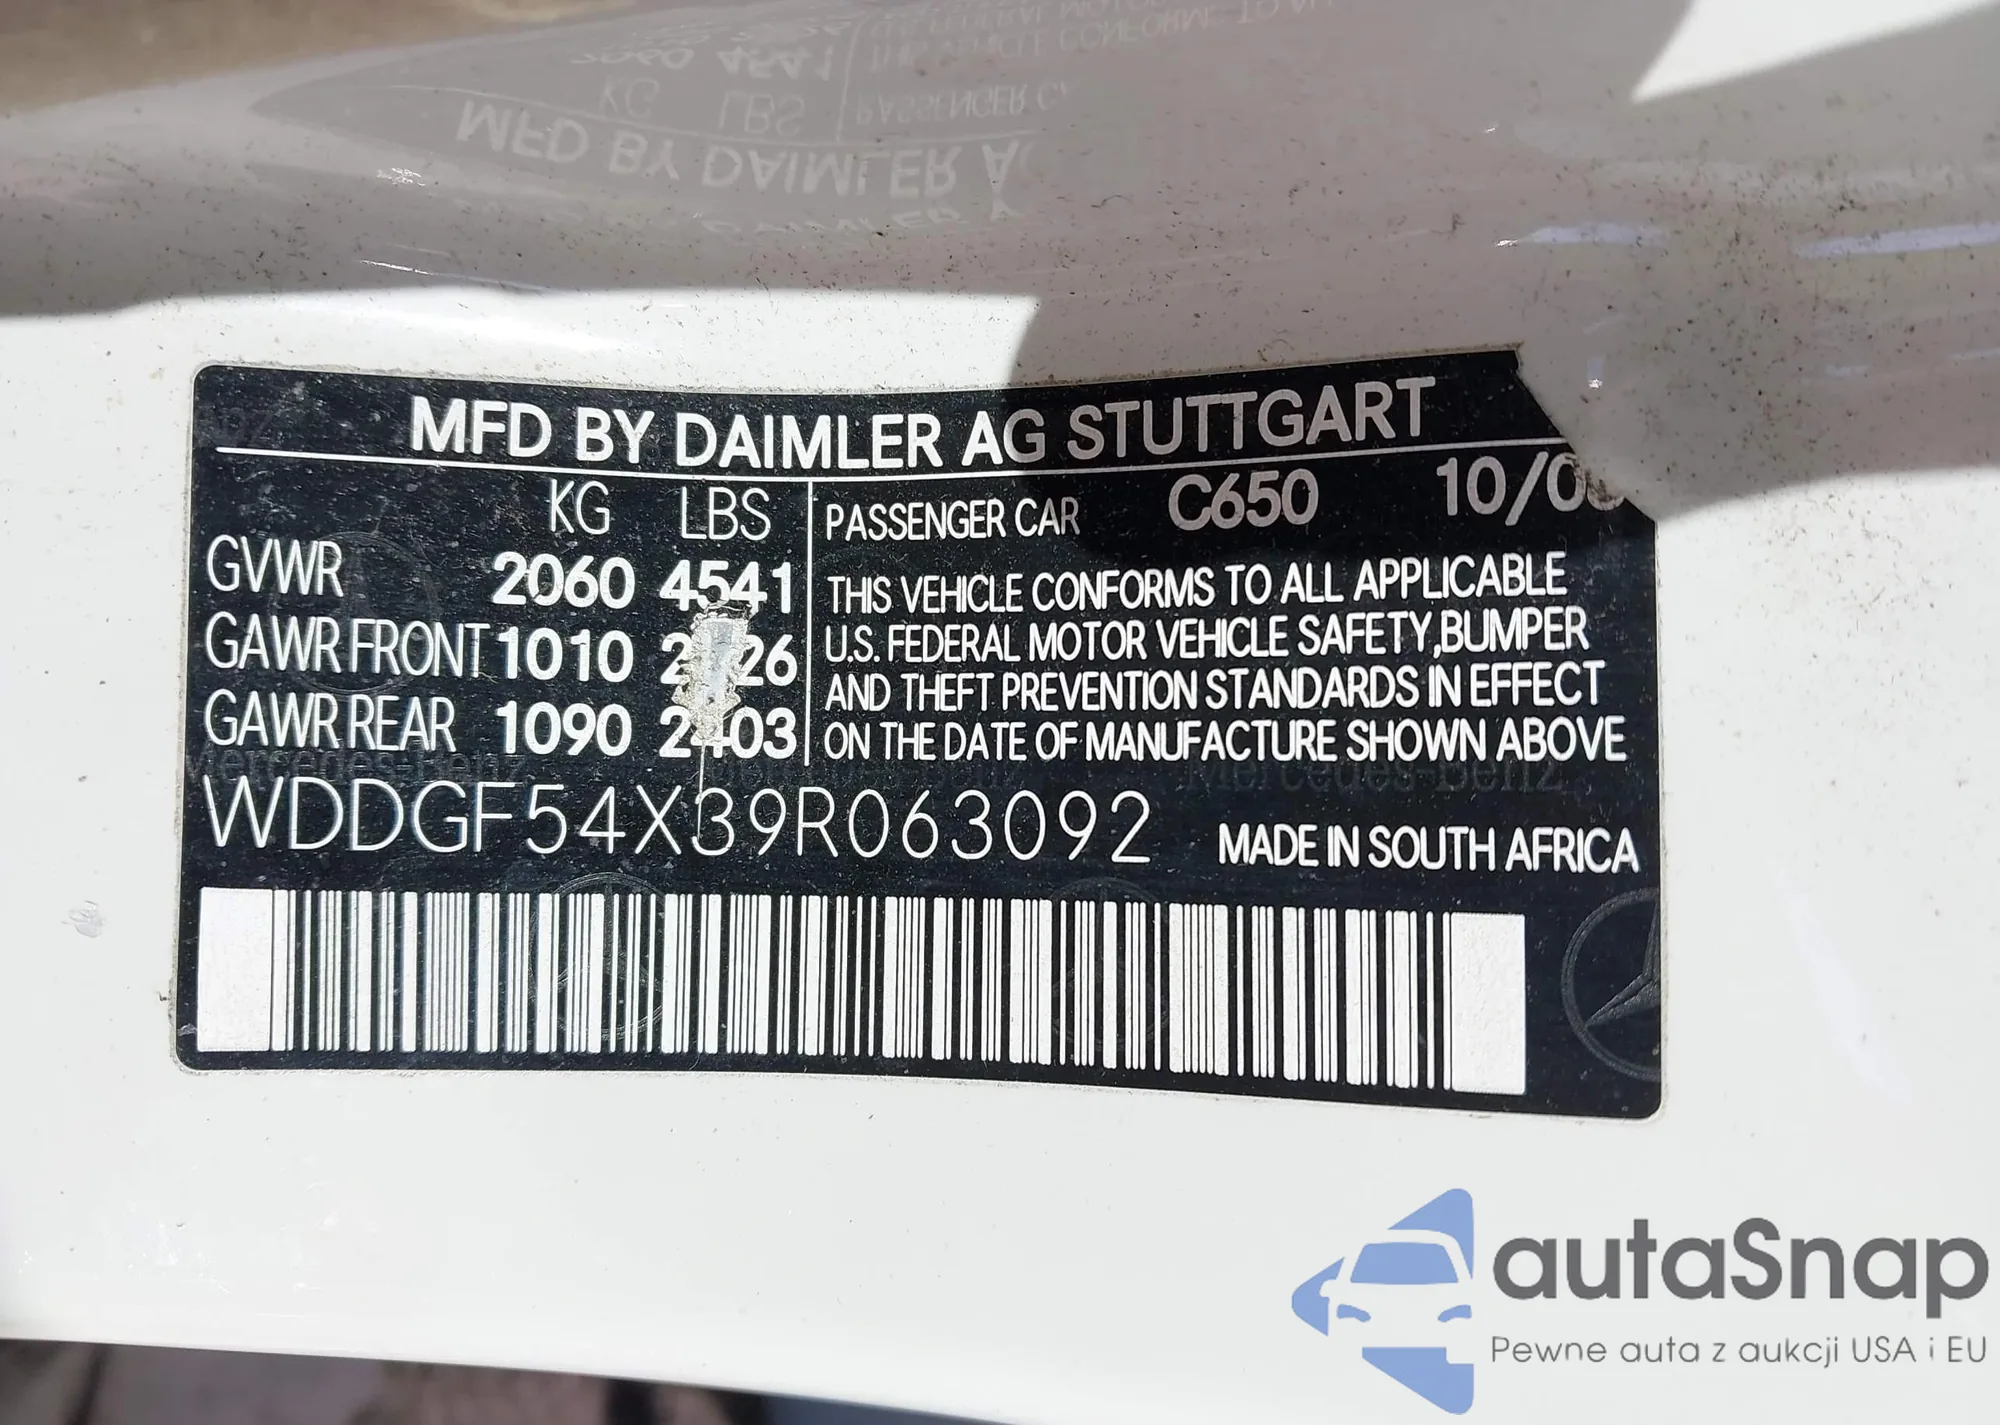 MFD BY DAIMLER AG STUTTGART
KG LBS
PASSENGER CAR C650
GVWR 2060 4541
GAWR FRONT 1010
GAWR REAR 1090 2403
THIS VEHICLE CONFORMS TO ALL APPLICABLE
U.S. FEDERAL MOTOR VEHICLE SAFETY,BUMPER
AND THEFT PREVENTION STANDARDS IN EFFECT
ON THE DATE OF MANUFACTURE SHOWN ABOVE
WDDGF54X39R063092
MADE IN SOUTH AFRICA
autaSnap
Pewne auta z aukcji USA i EU